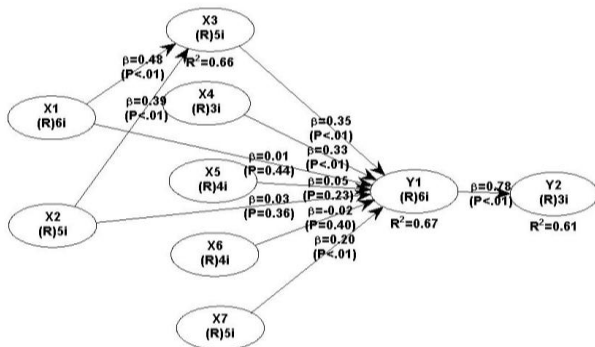 X3
(R)5i
R²=0.66
β=0.48
(P<.01)
X1
(R)6i
β=0.39
(P<.01)
X4
(R)3i
β=0.35
(P<.01)
β=0.33
(P<.01)
β=0.01
(P=0.44)
X5
(R)4i
β=0.05
(P=0.23)
Y1
(R)6i
R²=0.67
β=0.78
(P<.01)
Y2
(R)3i
R²=0.61
X2
(R)5i
β=0.03
(P=0.36)
β=-0.02
(P=0.40)
X6
(R)4i
β=0.20
(P<.01)
X7
(R)5i